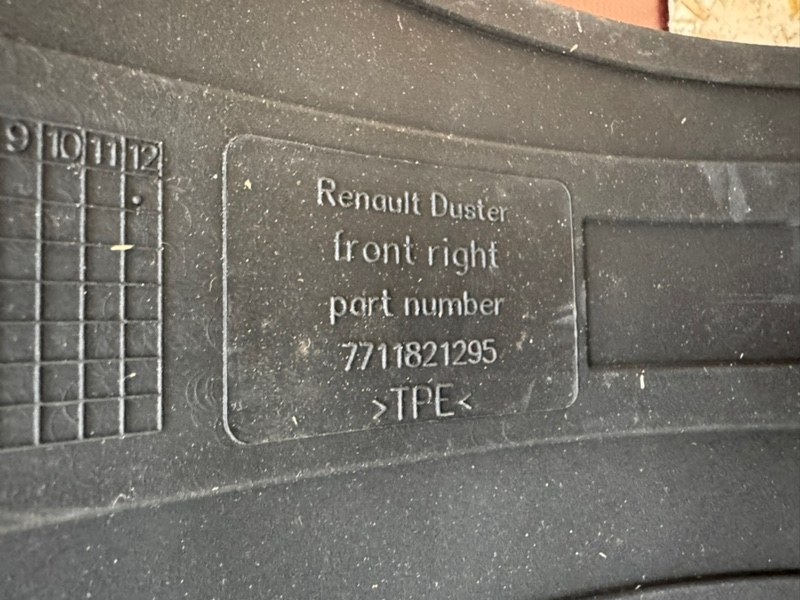 9 10 11 12
Renault Duster
front right
part number
7711821295
>TPE<